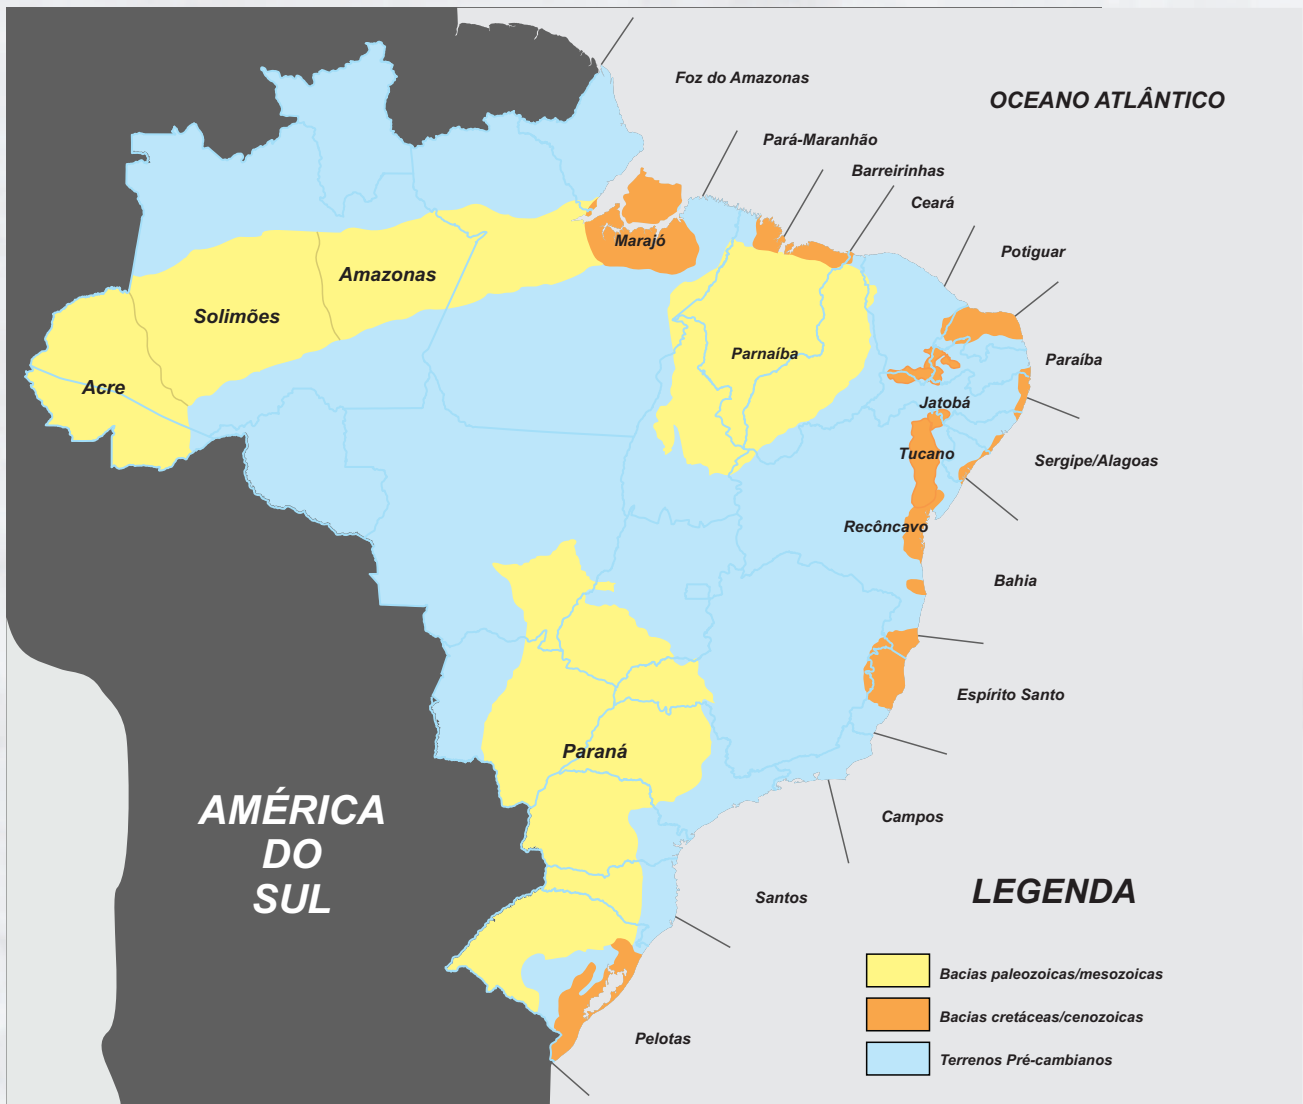 Foz do Amazonas
OCEANO ATLÂNTICO
Pará-Maranhão
Barreirinhas
Ceará
Marajó
Potiguar
Amazonas
Solimões
Parnaíba
Paraíba
Acre
Jatobá
Tucano
Sergipe/Alagoas
Recôncavo
Bahia
Espírito Santo
Paraná
AMÉRICA
DO
SUL
Campos
Santos
LEGENDA
Bacias paleozoicas/mesozoicas
Bacias cretáceas/cenozoicas
Terrenos Pré-cambianos
Pelotas